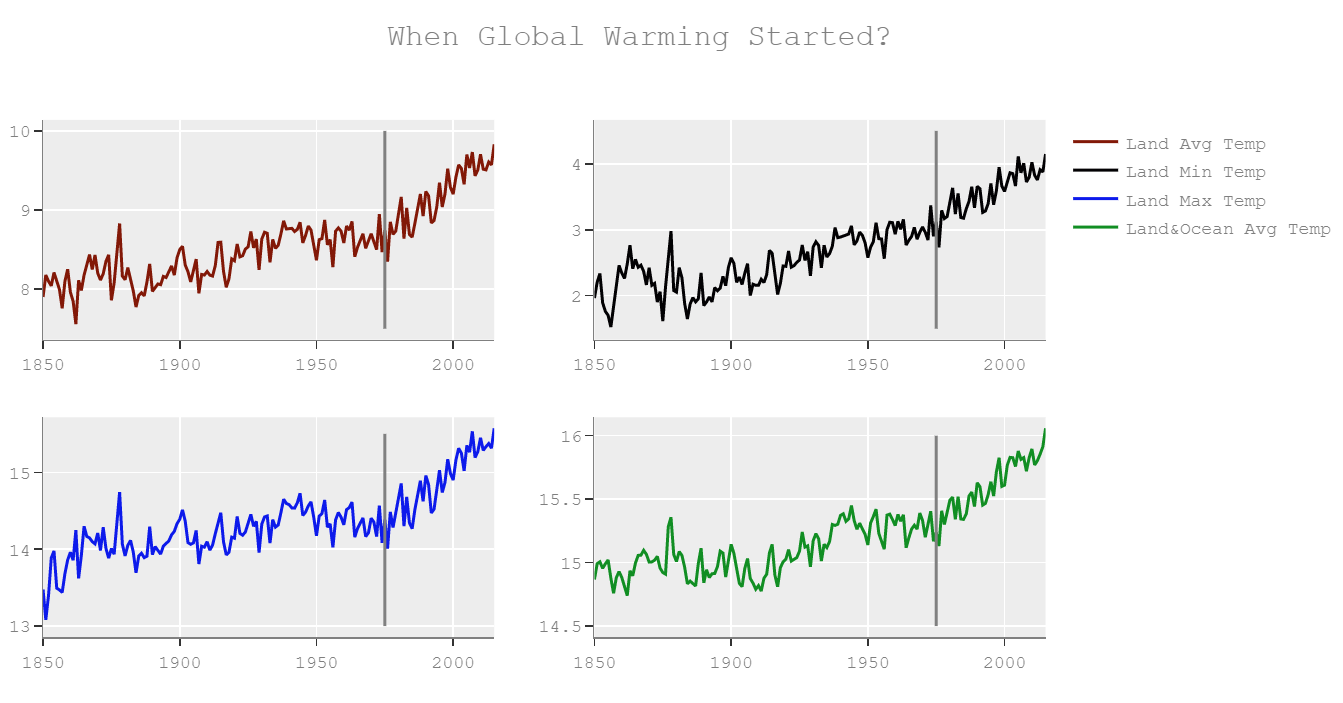 When Global Warming Started?
10
9
8
1850 1900 1950 2000
4
3
2
1850 1900 1950 2000
Land Avg Temp
Land Min Temp
Land Max Temp
Land&Ocean Avg Temp
15
14
13
1850 1900 1950 2000
16
15.5
15
14.5
1850 1900 1950 2000